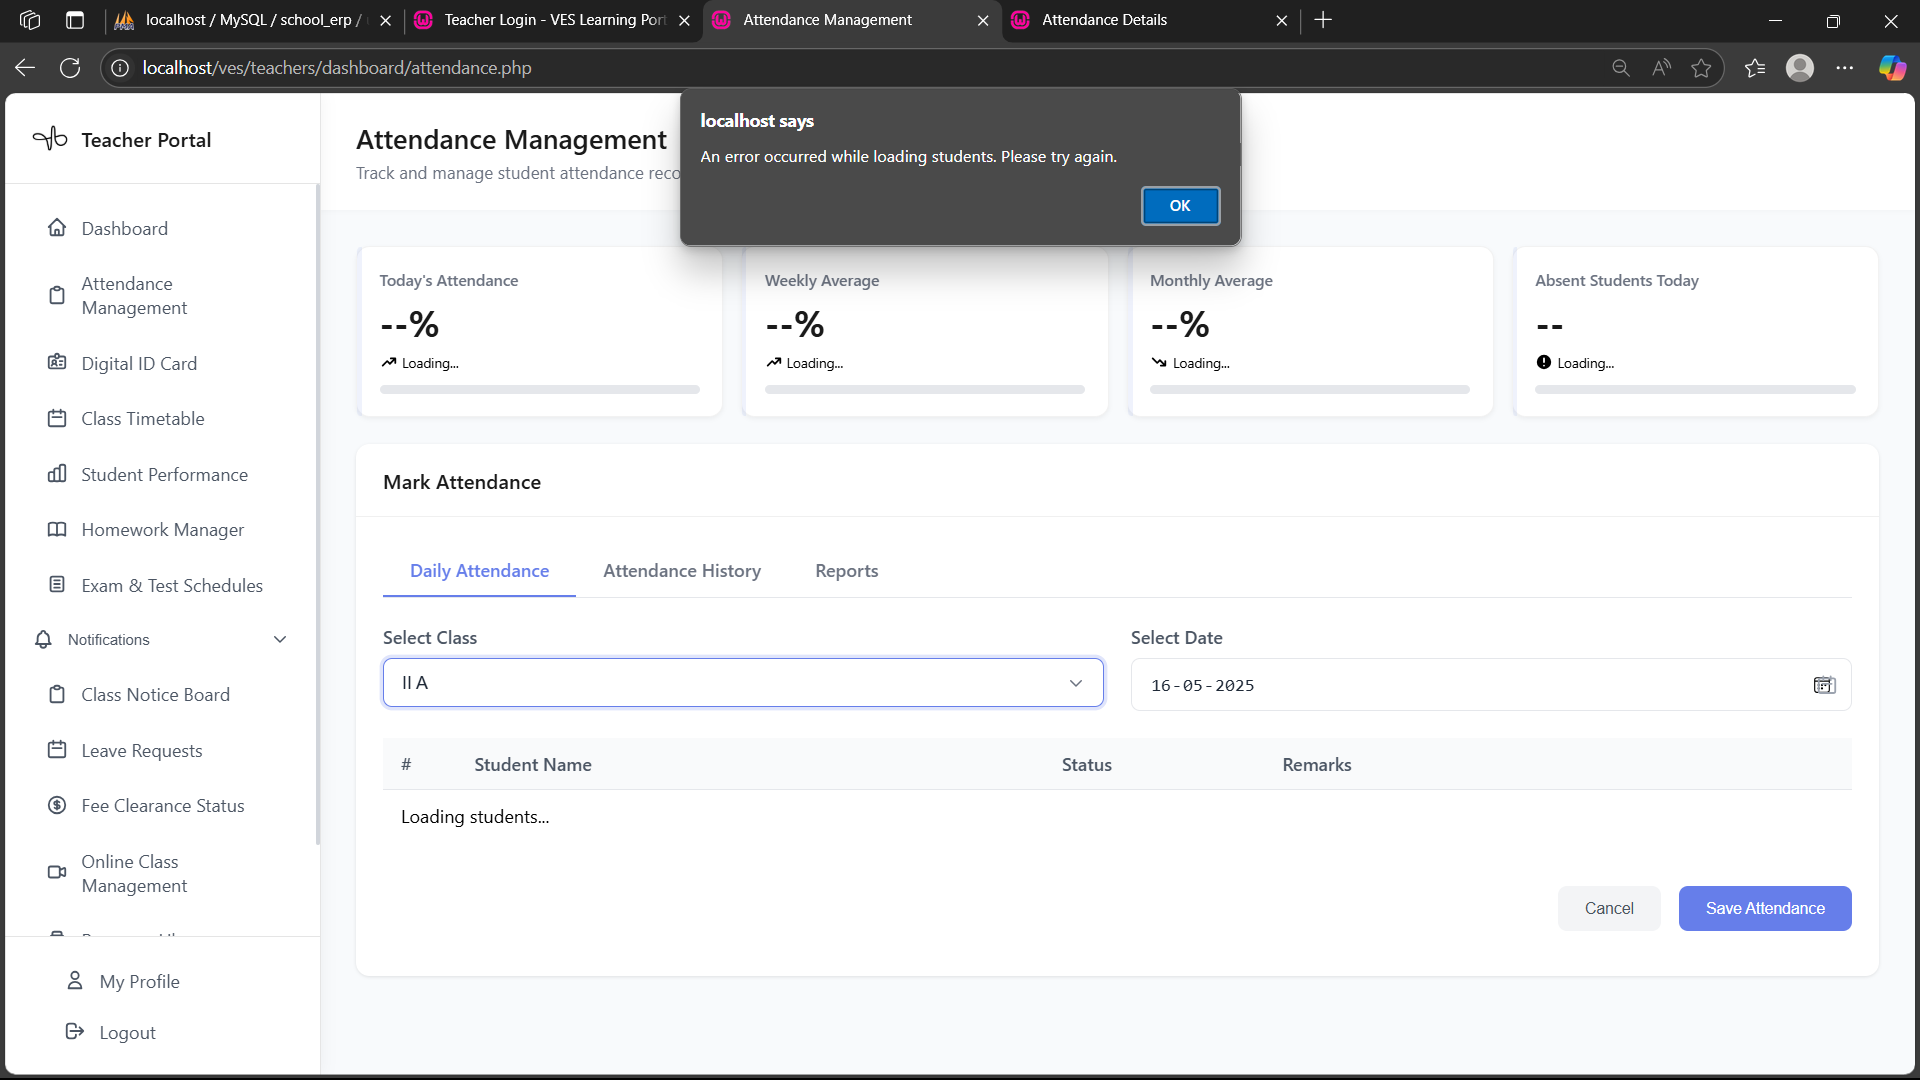 localhost / MySQL / school_erp /
Teacher Login - VES Learning Port
Attendance Management
Attendance Details
localhost/ves/teachers/dashboard/attendance.php
localhost says
An error occurred while loading students. Please try again.
OK
Teacher Portal
Dashboard
Attendance
Management
Digital ID Card
Class Timetable
Student Performance
Homework Manager
Exam & Test Schedules
Notifications
Class Notice Board
Leave Requests
Fee Clearance Status
Online Class
Management
My Profile
Logout
Attendance Management
Track and manage student attendance reco
Today's Attendance
--%
Loading...
Weekly Average
--%
Loading...
Monthly Average
--%
Loading...
Absent Students Today
--
Loading...
Mark Attendance
Daily Attendance
Attendance History
Reports
Select Class
II A
Select Date
16-05-2025
# Student Name Status Remarks
Loading students...
Cancel
Save Attendance